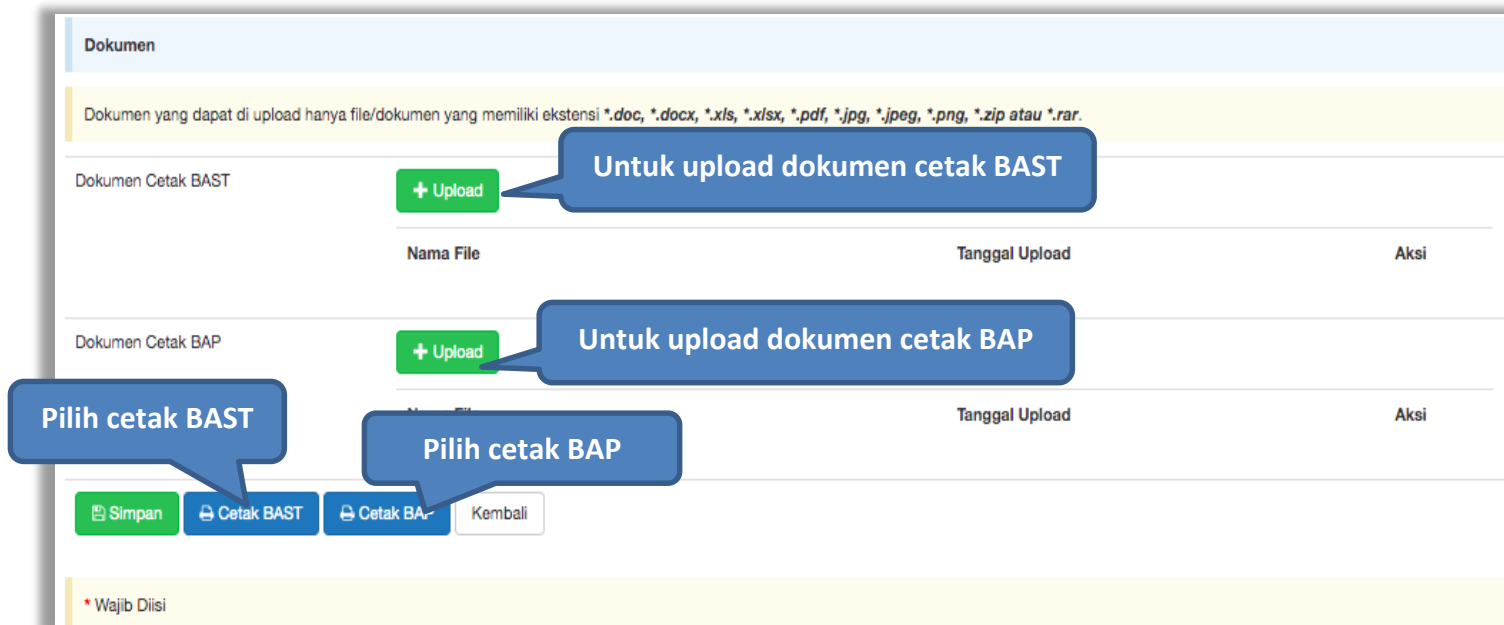 Dokumen
Dokumen yang dapat di upload hanya file/dokumen yang memiliki ekstensi *.doc, *.docx, *.xls, *.xlsx, *.pdf, *.jpg, *.jpeg, *.png, *.zip atau *.rar.
Untuk upload dokumen cetak BAST
Dokumen Cetak BAST
+ Upload
Nama File Tanggal Upload Aksi
Untuk upload dokumen cetak BAP
Dokumen Cetak BAP
+ Upload
Pilih cetak BAST
Tanggal Upload Aksi
Pilih cetak BAP
Simpan Cetak BAST Cetak BAP Kembali
* Wajib Diisi